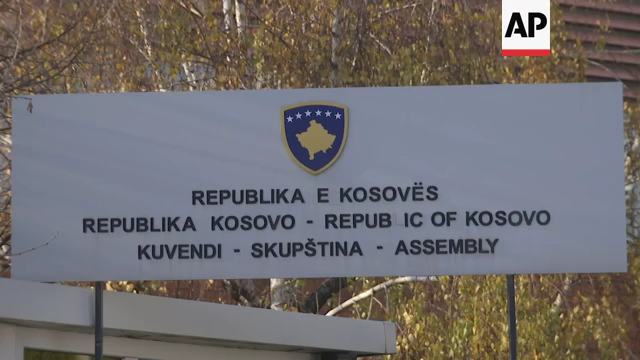 AP
REPUBLIKA E KOSOVËS
REPUBLIKA KOSOVO - REPUB IC OF KOSOVO
KUVENDI - SKUPŠTINA - ASSEMBLY